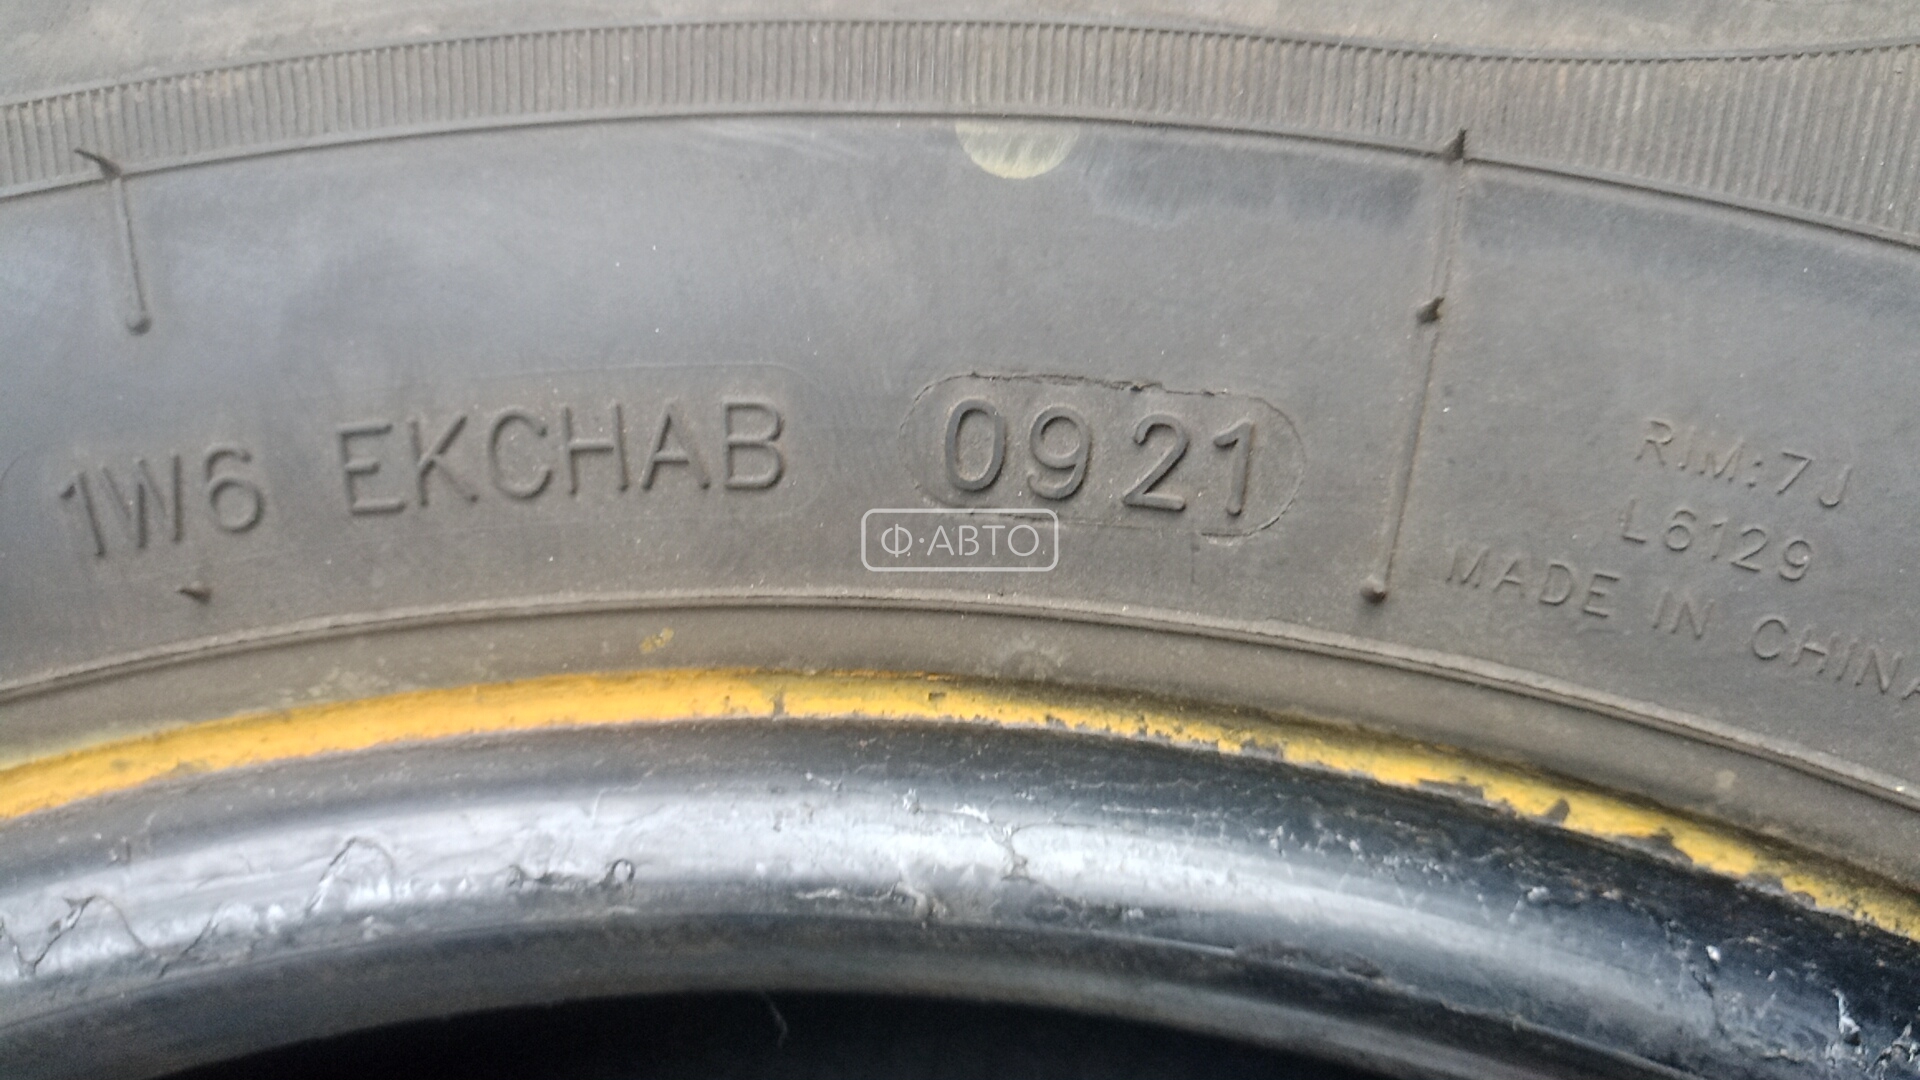 1W6 EKCHAB 0921
Ф·АВТО
RIM:7J
L6129
MADE IN CHINA